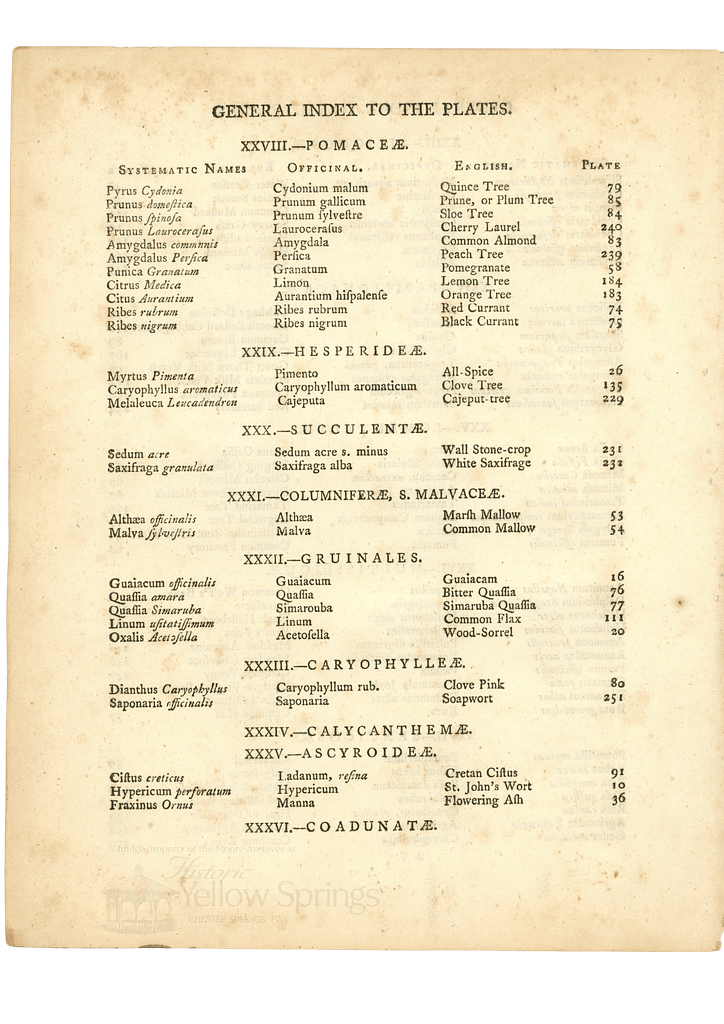 GENERAL INDEX TO THE PLATES.
XXVIII.—POMACEÆ.
SYSTEMATIC NAMES OFFICINAL. ENGLISH. PLATE
Pyrus Cydonia Cydonium malum Quince Tree 79
Prunus domeſtica Prunum gallicum Prune, or Plum Tree 85
Prunus ſpinoſa Prunum ſylveſtre Sloe Tree 84
Prunus Lauroceraſus Lauroceraſus Cherry Laurel 240
Amygdalus commnnis Amygdala Common Almond 83
Amygdalus Perſica Perſica Peach Tree 239
Punica Granatum Granatum Pomegranate 58
Citrus Medica Limon Lemon Tree 184
Citus Aurantium Aurantium hiſpalenſe Orange Tree 183
Ribes rubrum Ribes rubrum Red Currant 74
Ribes nigrum Ribes nigrum Black Currant 75
XXIX.—HESPERIDEÆ.
Myrtus Pimenta Pimento All-Spice 26
Caryophyllus aromaticus Caryophyllum aromaticum Clove Tree 135
Melaleuca Leucadendron Cajeputa Cajeput-tree 229
XXX.—SUCCULENTÆ.
Sedum acre Sedum acre s. minus Wall Stone-crop 231
Saxifraga granulata Saxifraga alba White Saxifrage 232
XXXI.—COLUMNIFERÆ, S. MALVACEÆ.
Althæa officinalis Althæa Marſh Mallow 53
Malva ſylveſtris Malva Common Mallow 54
XXXII.—GRUINALES.
Guaiacum officinalis Guaiacum Guaiacam 16
Quaſſia amara Quaſſia Bitter Quaſſia 76
Quaſſia Simaruba Simarouba Simaruba Quaſſia 77
Linum uſitatiſſimum Linum Common Flax 111
Oxalis Acetoſella Acetoſella Wood-Sorrel 20
XXXIII.—CARYOPHYLLEÆ.
Dianthus Caryophyllus Caryophyllum rub. Clove Pink 80
Saponaria officinalis Saponaria Soapwort 251
XXXIV.—CALYCANTHEMÆ.
XXXV.—ASCYROIDEÆ.
Ciſtus creticus Ladanum, reſina Cretan Ciſtus 91
Hypericum perforatum Hypericum St. John's Wort 10
Fraxinus Ornus Manna Flowering Aſh 36
XXXVI.—COADUNATÆ.
Image property of the Moore Archives at
Historic
Yellow Springs
CHESTER SPRINGS, PA